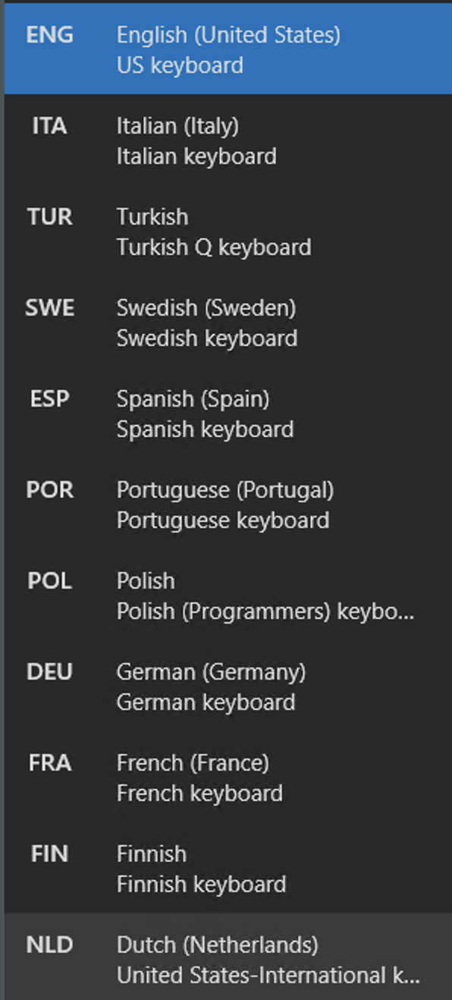 ENG English (United States)
US keyboard
ITA Italian (Italy)
Italian keyboard
TUR Turkish
Turkish Q keyboard
SWE Swedish (Sweden)
Swedish keyboard
ESP Spanish (Spain)
Spanish keyboard
POR Portuguese (Portugal)
Portuguese keyboard
POL Polish
Polish (Programmers) keybo...
DEU German (Germany)
German keyboard
FRA French (France)
French keyboard
FIN Finnish
Finnish keyboard
NLD Dutch (Netherlands)
United States-International k...